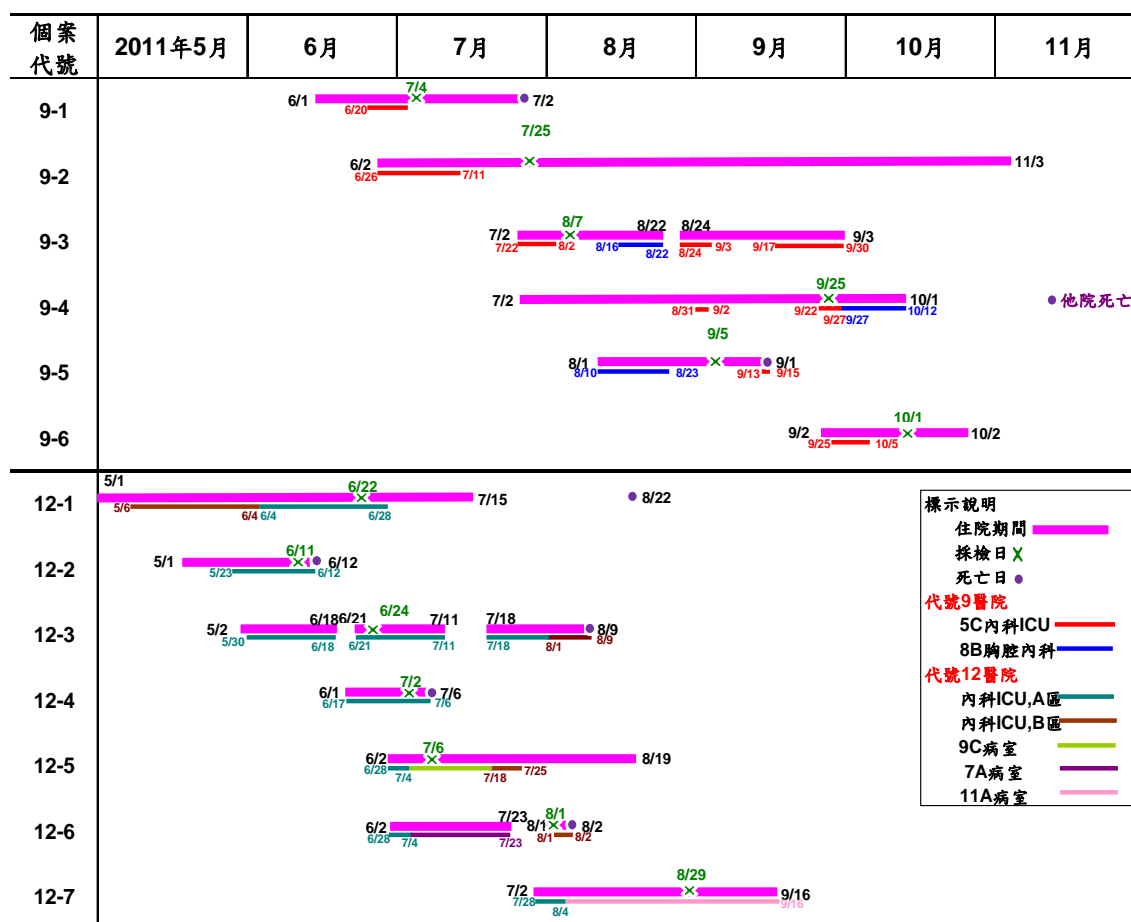 個案代號 2011年5月 6月 7月 8月 9月 10月 11月
9-1 6/1 7/4 7/2
6/20
7/25
9-2 6/2 11/3
6/26 7/11
9-3 7/2 8/7 8/22 8/24 9/3
7/22 8/2 8/16 8/22 8/24 9/3 9/17 9/30
9-4 7/2 9/25 10/1 他院死亡
8/31 9/2 9/22 9/27 9/27 10/12
9/5
9-5 8/1 9/1
8/10 8/23 9/13 9/15
9-6 9/2 10/1 10/2
9/25 10/5
12-1 5/1 6/22 7/15 8/22
5/6 6/4 6/4 6/28
12-2 5/1 6/11 6/12
5/23 6/12
12-3 5/2 6/18 6/21 6/24 7/11 7/18 8/9
5/30 6/18 6/21 7/11 7/18 8/1 8/9
12-4 6/1 7/2 7/6
6/17 7/6
12-5 6/2 7/6 8/19
6/28 7/4 7/18 7/25
12-6 6/2 7/23 8/1 8/1 8/2
6/28 7/4 7/23 8/1 8/2
12-7 7/2 8/29 9/16
7/28 8/4 9/16
標示說明
住院期間
採檢日
死亡日
代號9醫院
5C內科ICU
8B胸腔內科
代號12醫院
內科ICU,A區
內科ICU,B區
9C病室
7A病室
11A病室